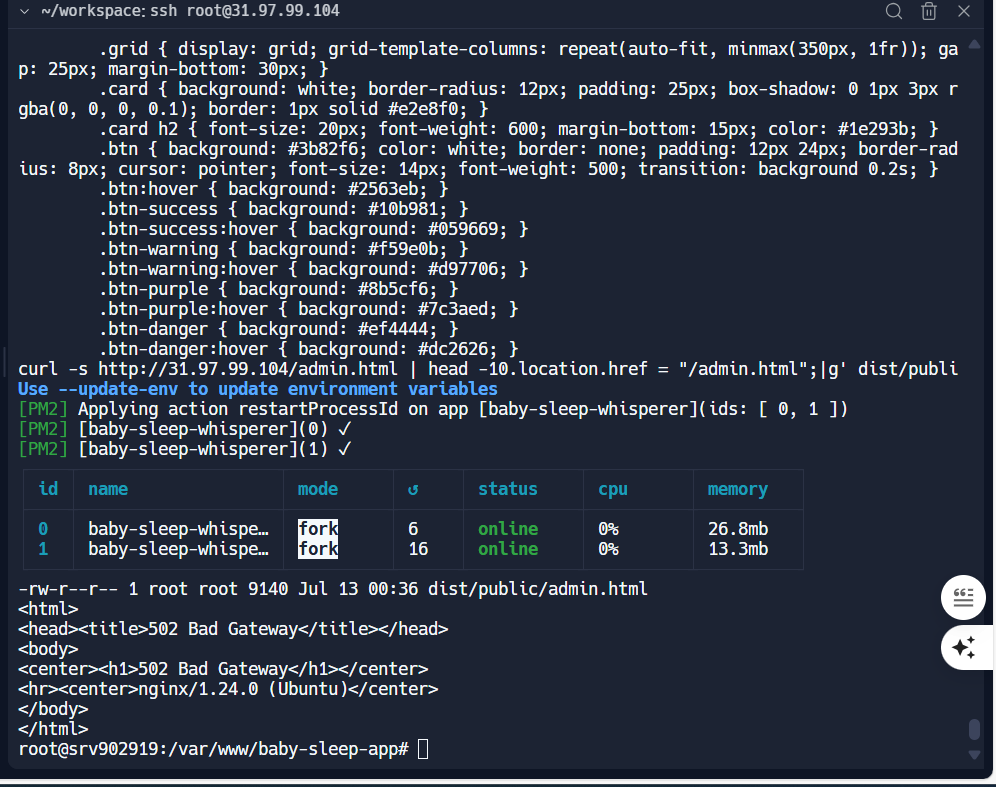 ~/workspace: ssh root@31.97.99.104
.grid { display: grid; grid-template-columns: repeat(auto-fit, minmax(350px, 1fr)); ga
p: 25px; margin-bottom: 30px; }
.card { background: white; border-radius: 12px; padding: 25px; box-shadow: 0 1px 3px r
gba(0, 0, 0, 0.1); border: 1px solid #e2e8f0; }
.card h2 { font-size: 20px; font-weight: 600; margin-bottom: 15px; color: #1e293b; }
.btn { background: #3b82f6; color: white; border: none; padding: 12px 24px; border-rad
ius: 8px; cursor: pointer; font-size: 14px; font-weight: 500; transition: background 0.2s; }
.btn:hover { background: #2563eb; }
.btn-success { background: #10b981; }
.btn-success:hover { background: #059669; }
.btn-warning { background: #f59e0b; }
.btn-warning:hover { background: #d97706; }
.btn-purple { background: #8b5cf6; }
.btn-purple:hover { background: #7c3aed; }
.btn-danger { background: #ef4444; }
.btn-danger:hover { background: #dc2626; }
curl -s http://31.97.99.104/admin.html | head -10.location.href = "/admin.html";|g' dist/publi
Use --update-env to update environment variables
[PM2] Applying action restartProcessId on app [baby-sleep-whisperer](ids: [ 0, 1 ])
[PM2] [baby-sleep-whisperer](0) ✓
[PM2] [baby-sleep-whisperer](1) ✓
id name mode ↺ status cpu memory
0 baby-sleep-whispe… fork 6 online 0% 26.8mb
1 baby-sleep-whispe… fork 16 online 0% 13.3mb
-rw-r--r-- 1 root root 9140 Jul 13 00:36 dist/public/admin.html
<html>
<head><title>502 Bad Gateway</title></head>
<body>
<center><h1>502 Bad Gateway</h1></center>
<hr><center>nginx/1.24.0 (Ubuntu)</center>
</body>
</html>
root@srv902919:/var/www/baby-sleep-app#